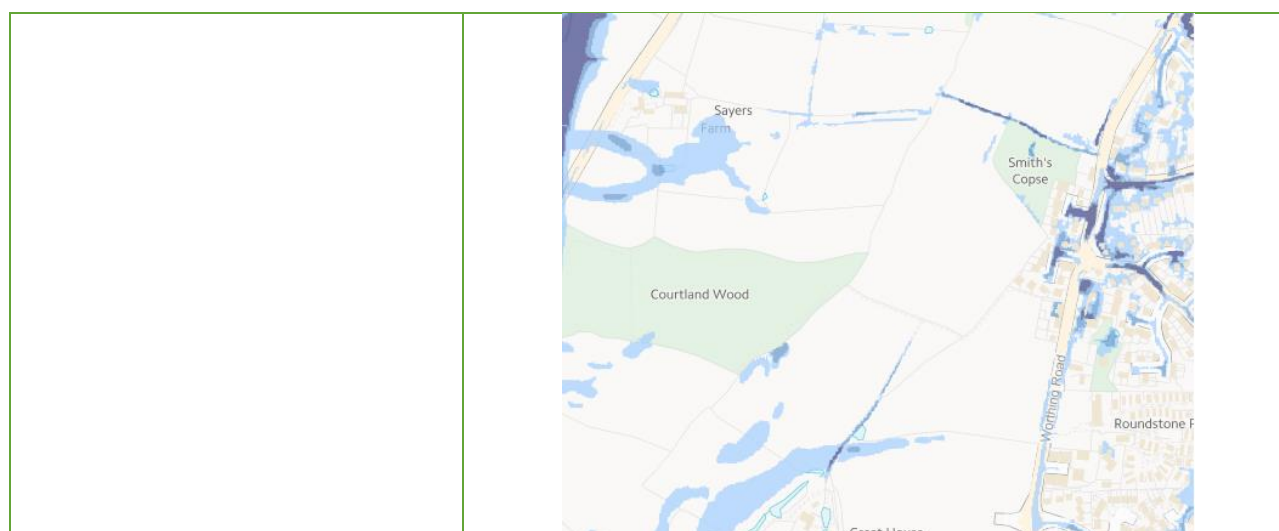 Sayers
Farm
Smith's
Copse
Courtland Wood
Worthing Road
Roundstone